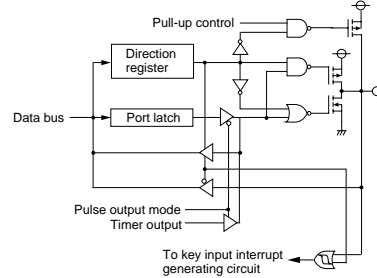 Pull-up control
Direction
register
Data bus
Port latch
Pulse output mode
Timer output
To key input interrupt
generating circuit